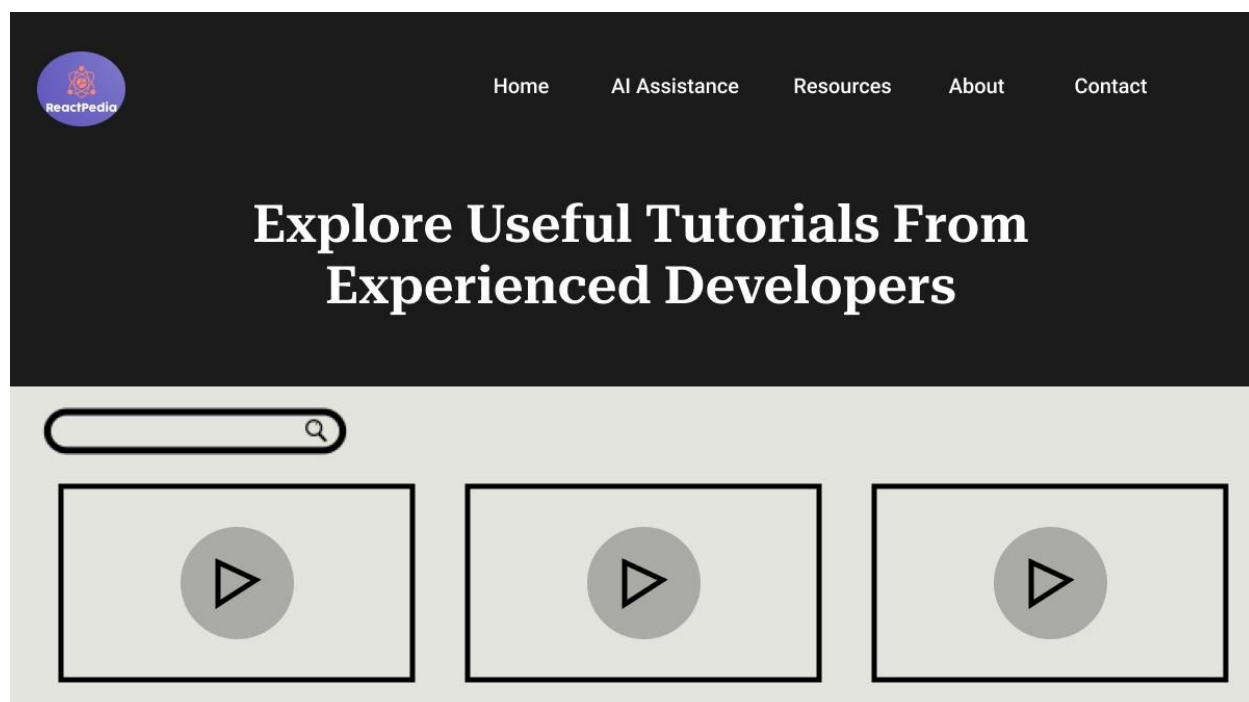 ReactPedia
Home AI Assistance Resources About Contact
Explore Useful Tutorials From
Experienced Developers